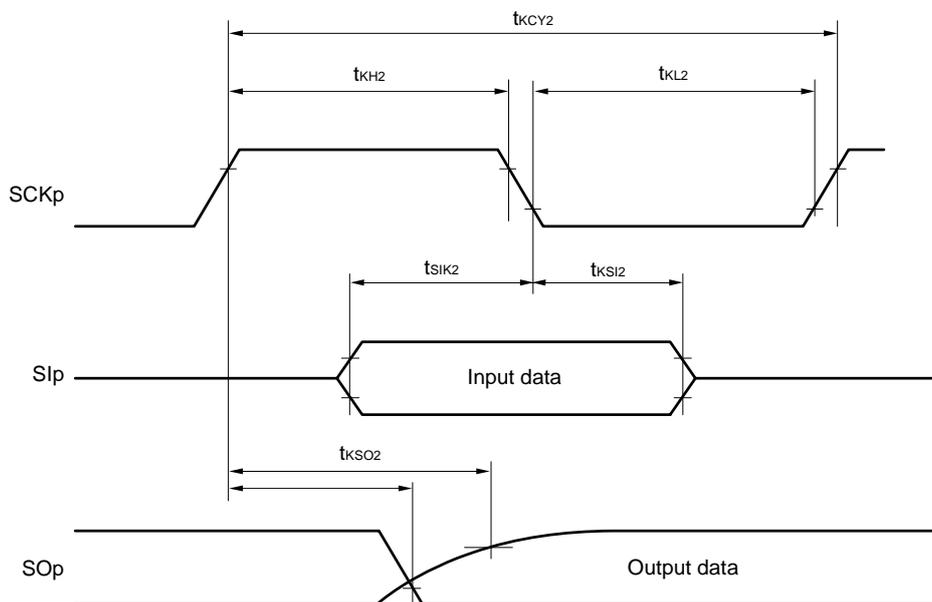 tKCY2
tKH2
tKL2
SCKp
tSIK2
tKSI2
SIp
Input data
tKSO2
SOp
Output data